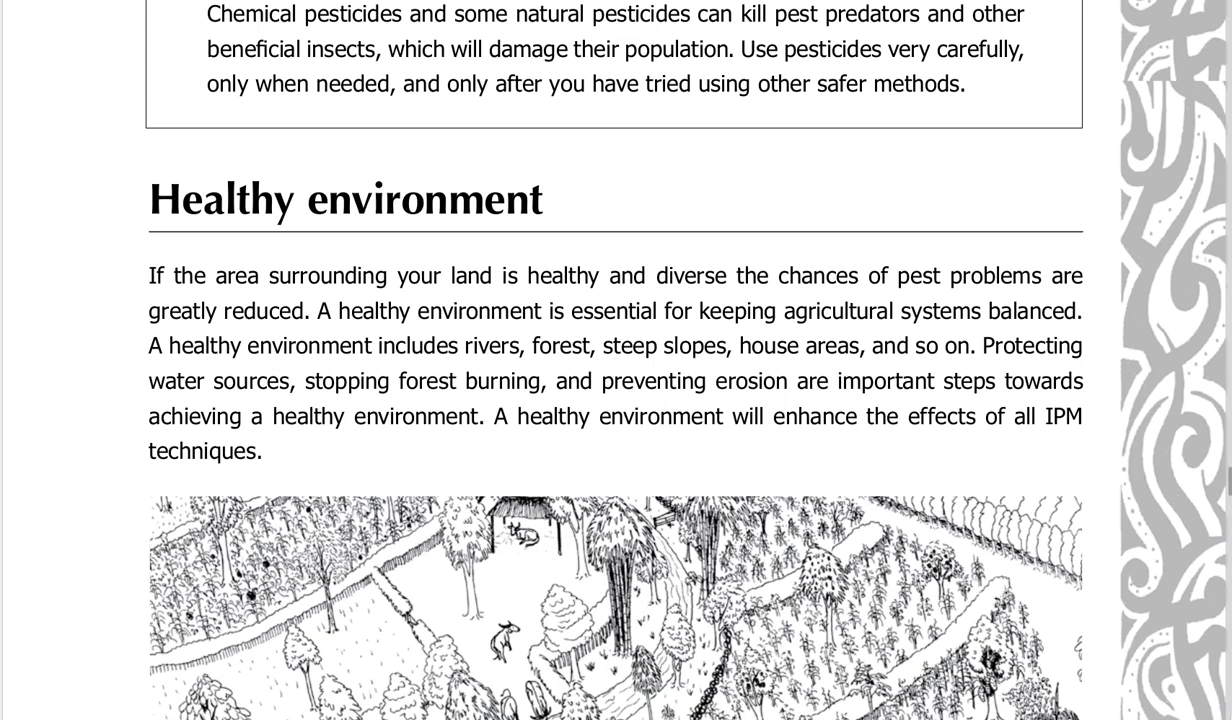 Chemical pesticides and some natural pesticides can kill pest predators and other
beneficial insects, which will damage their population. Use pesticides very carefully,
only when needed, and only after you have tried using other safer methods.
Healthy environment
If the area surrounding your land is healthy and diverse the chances of pest problems are
greatly reduced. A healthy environment is essential for keeping agricultural systems balanced.
A healthy environment includes rivers, forest, steep slopes, house areas, and so on. Protecting
water sources, stopping forest burning, and preventing erosion are important steps towards
achieving a healthy environment. A healthy environment will enhance the effects of all IPM
techniques.